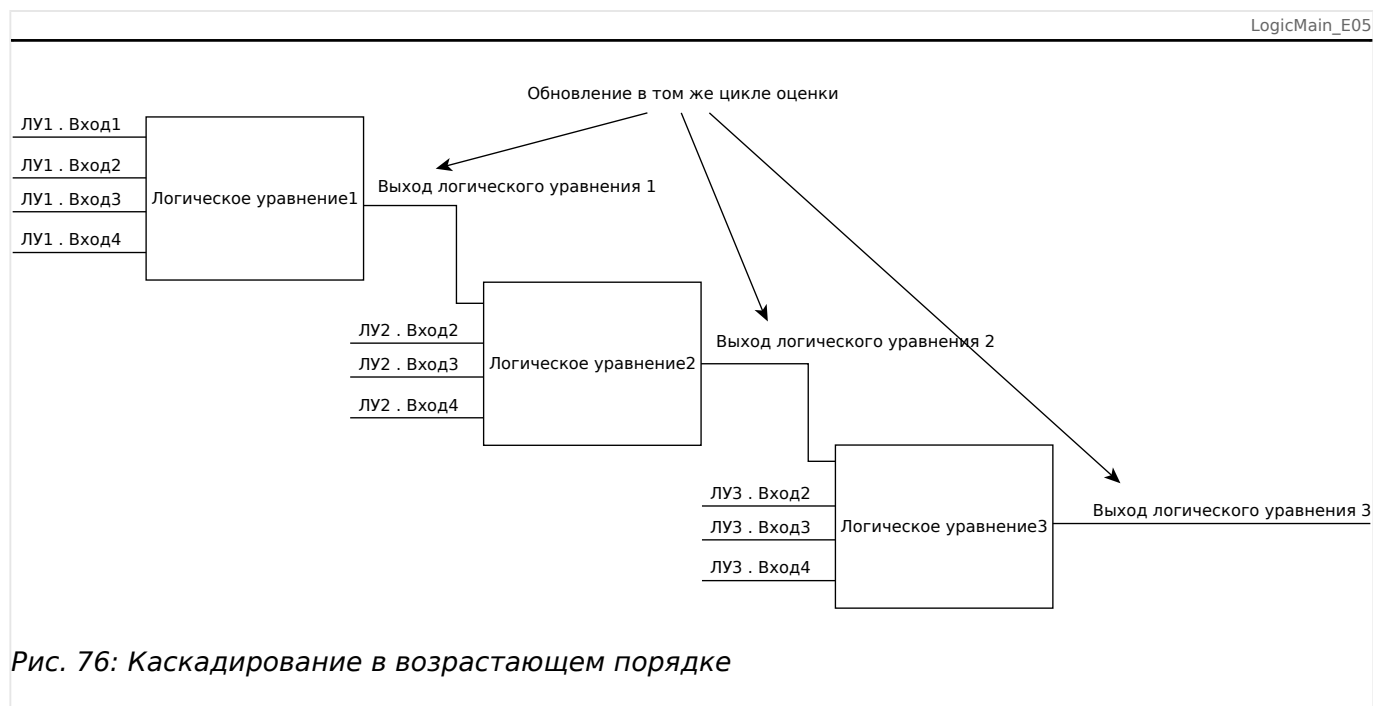 LogicMain_E05
Обновление в том же цикле оценки
ЛУ1 . Вход1
ЛУ1 . Вход2
ЛУ1 . Вход3
ЛУ1 . Вход4
Логическое уравнение1
Выход логического уравнения 1
ЛУ2 . Вход2
ЛУ2 . Вход3
ЛУ2 . Вход4
Логическое уравнение2
Выход логического уравнения 2
ЛУ3 . Вход2
ЛУ3 . Вход3
ЛУ3 . Вход4
Логическое уравнение3
Выход логического уравнения 3
Рис. 76: Каскадирование в возрастающем порядке